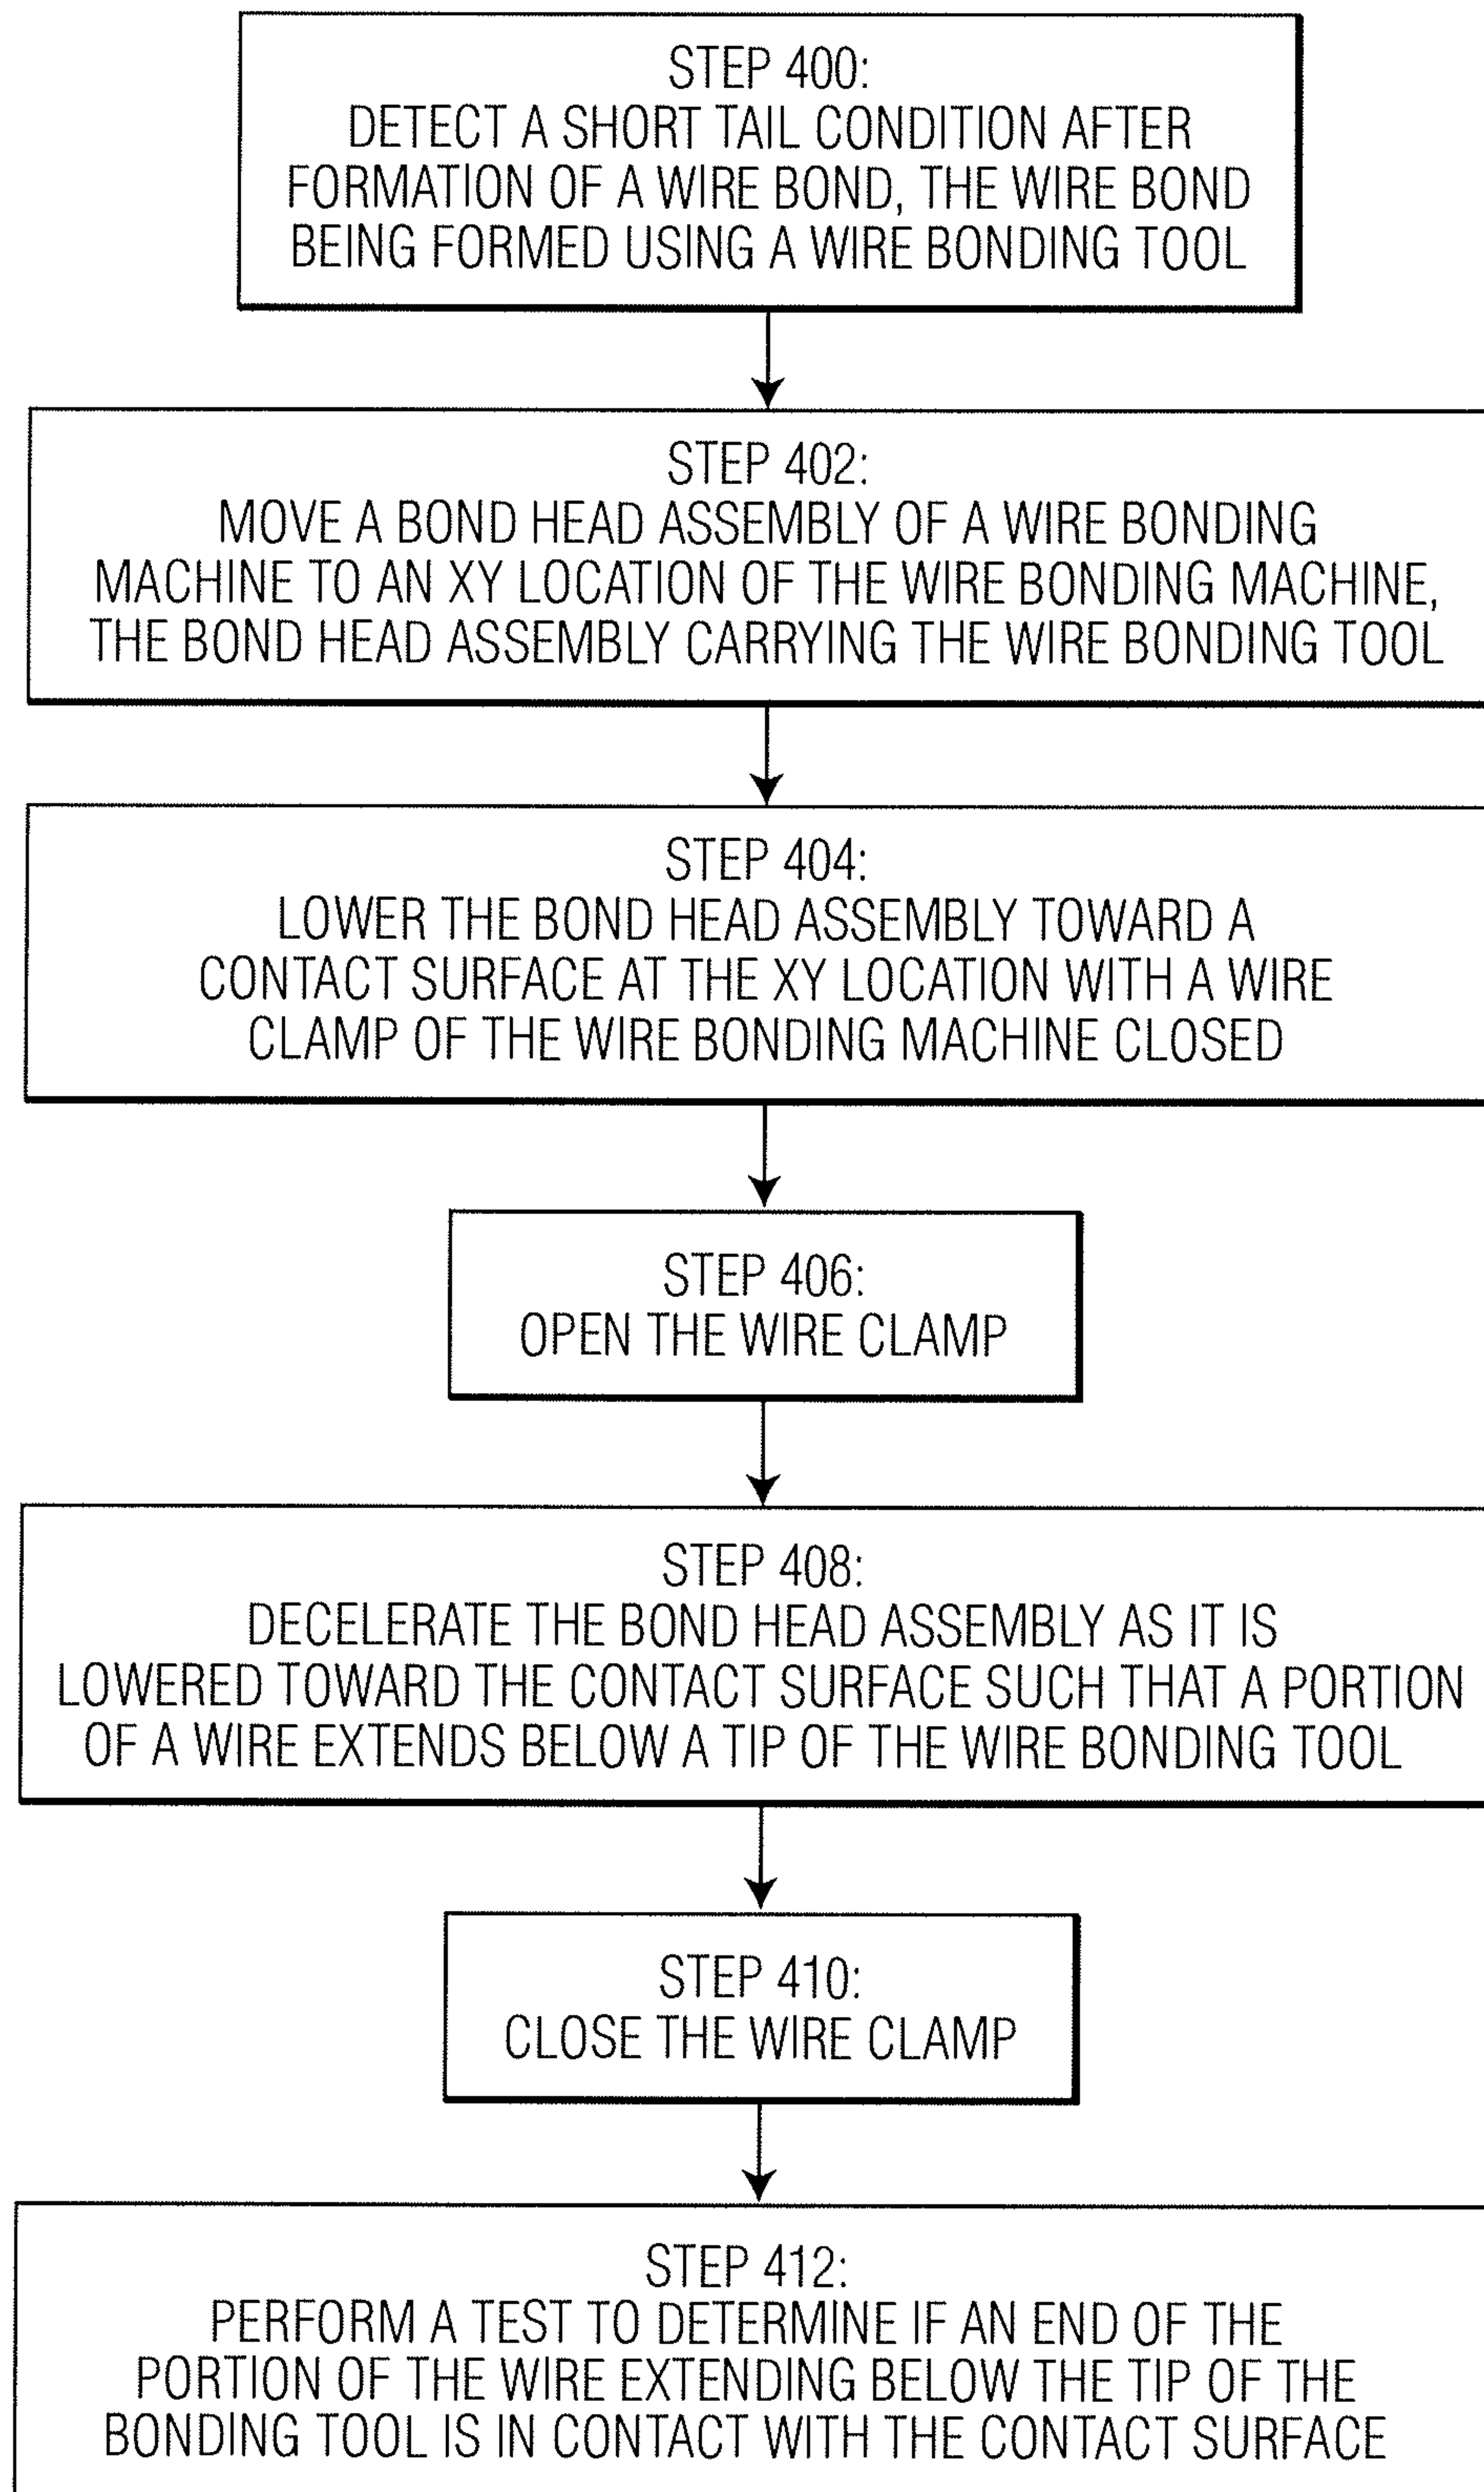 STEP 400:
DETECT A SHORT TAIL CONDITION AFTER
FORMATION OF A WIRE BOND, THE WIRE BOND
BEING FORMED USING A WIRE BONDING TOOL
STEP 402:
MOVE A BOND HEAD ASSEMBLY OF A WIRE BONDING
MACHINE TO AN XY LOCATION OF THE WIRE BONDING MACHINE,
THE BOND HEAD ASSEMBLY CARRYING THE WIRE BONDING TOOL
STEP 404:
LOWER THE BOND HEAD ASSEMBLY TOWARD A
CONTACT SURFACE AT THE XY LOCATION WITH A WIRE
CLAMP OF THE WIRE BONDING MACHINE CLOSED
STEP 406:
OPEN THE WIRE CLAMP
STEP 408:
DECELERATE THE BOND HEAD ASSEMBLY AS IT IS
LOWERED TOWARD THE CONTACT SURFACE SUCH THAT A PORTION
OF A WIRE EXTENDS BELOW A TIP OF THE WIRE BONDING TOOL
STEP 410:
CLOSE THE WIRE CLAMP
STEP 412:
PERFORM A TEST TO DETERMINE IF AN END OF THE
PORTION OF THE WIRE EXTENDING BELOW THE TIP OF THE
BONDING TOOL IS IN CONTACT WITH THE CONTACT SURFACE